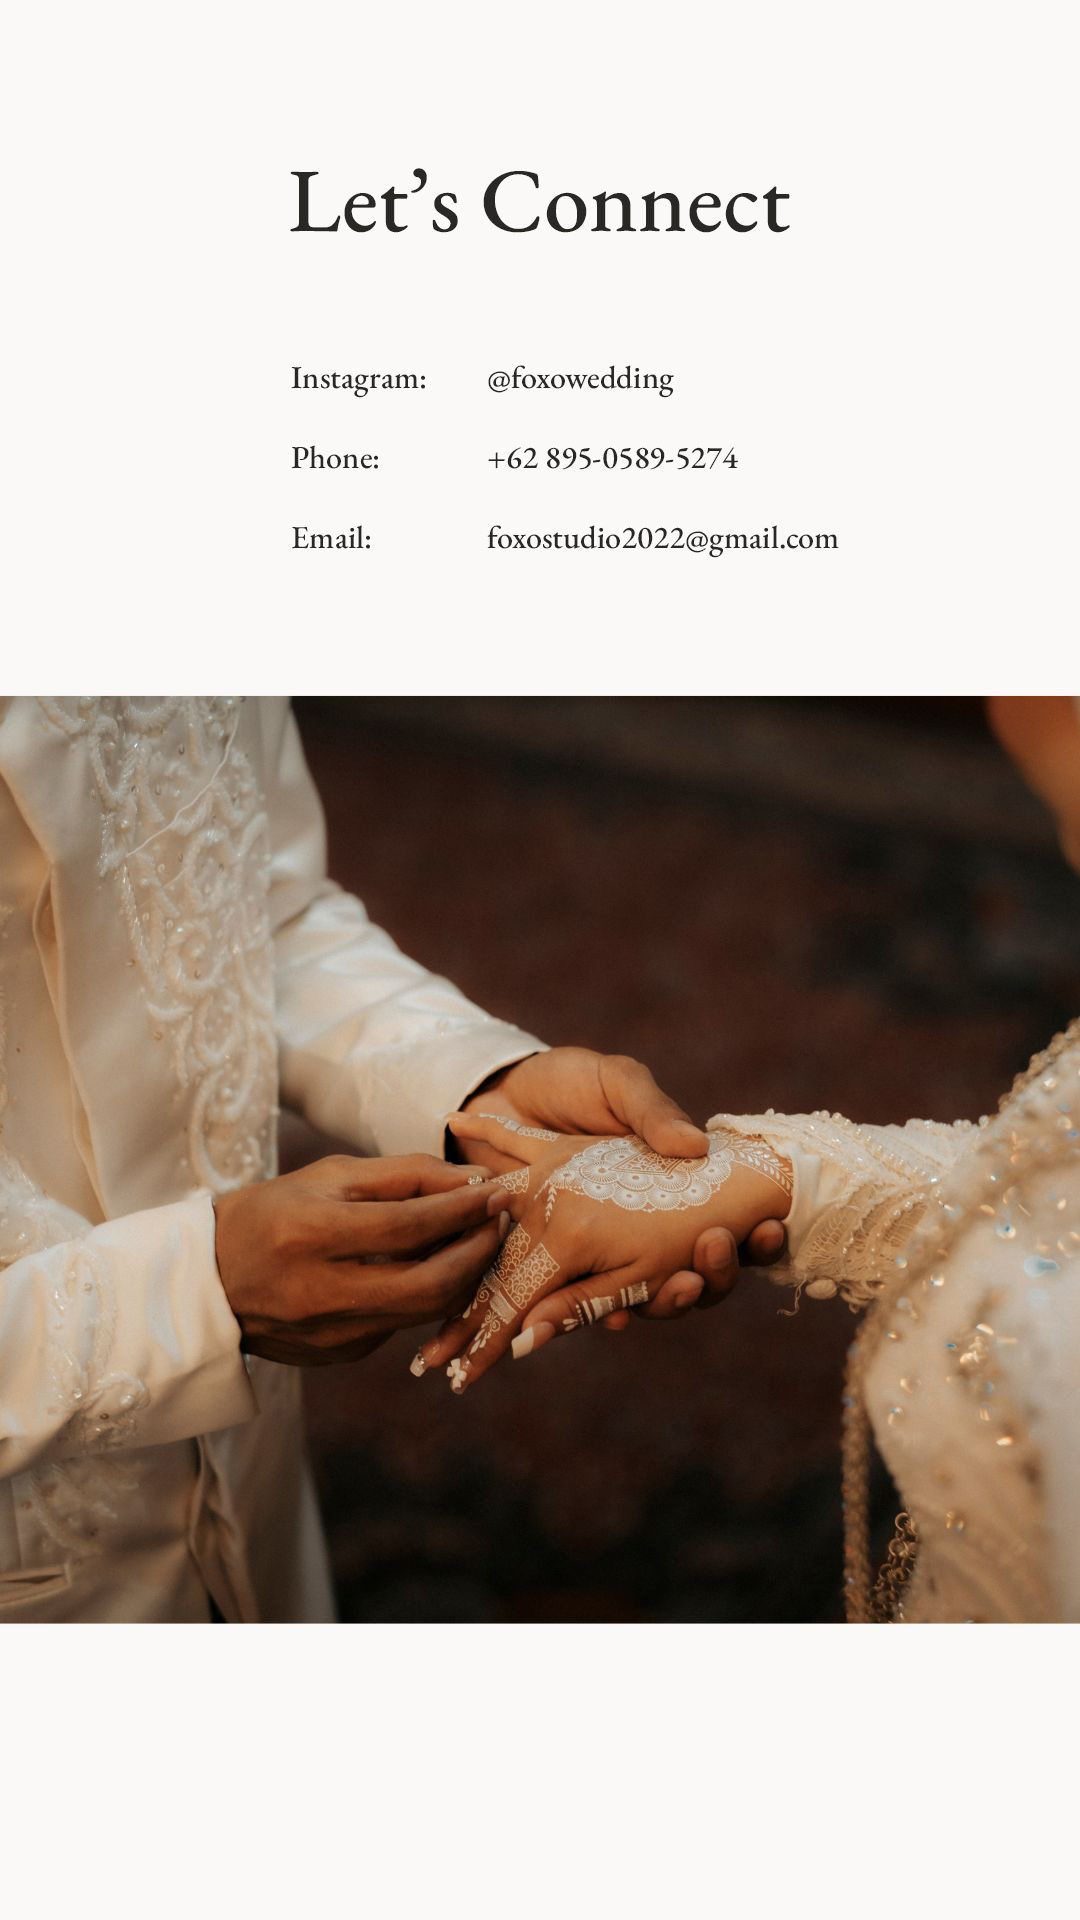 Let’s Connect
Instagram: @foxowedding
Phone: +62 895-0589-5274
Email: foxostudio2022@gmail.com